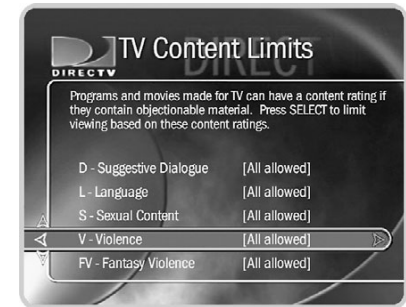 TV Content Limits
DIRECT
DIRECTV
Programs and movies made for TV can have a content rating if
they contain objectionable material. Press SELECT to limit
viewing based on these content ratings.
D - Suggestive Dialogue [All allowed]
L - Language [All allowed]
S - Sexual Content [All allowed]
V - Violence [All allowed]
FV - Fantasy Violence [All allowed]